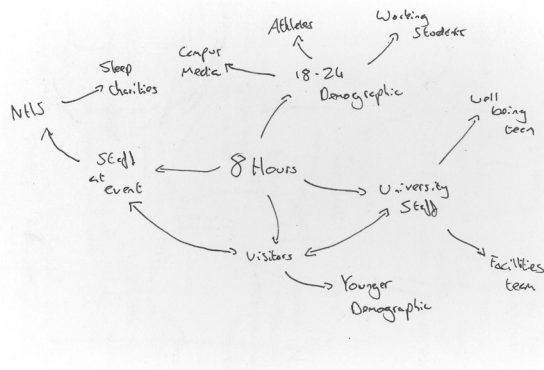 Athletes
Working
Students
Campus
Media
18-24
Demographic
Sleep
Charities
NHS
Well
being
team
Staff
at
event
8 Hours
University
Staff
Visitors
Facilities
team
Younger
Demographic